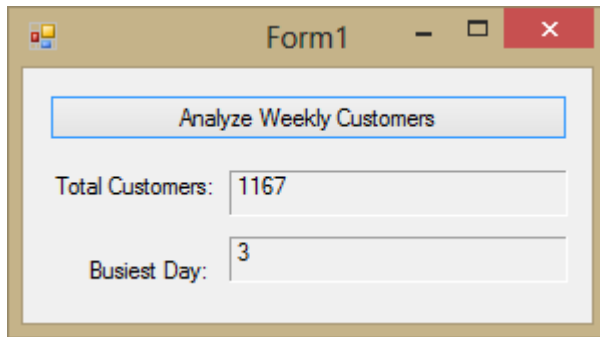 Form1
Analyze Weekly Customers
Total Customers: 1167
Busiest Day: 3